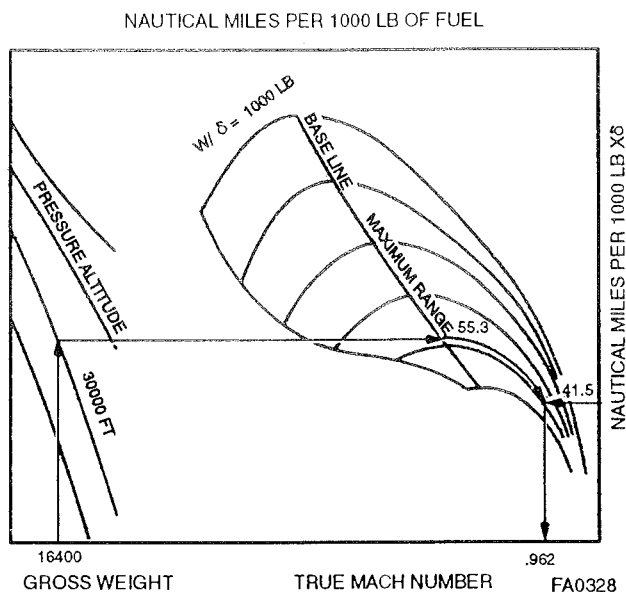 NAUTICAL MILES PER 1000 LB OF FUEL
W/ δ = 1000 LB
BASE LINE
PRESSURE ALTITUDE
MAXIMUM RANGE
55.3
30000 FT
41.5
NAUTICAL MILES PER 1000 LB Xδ
16400
.962
GROSS WEIGHT
TRUE MACH NUMBER
FA0328